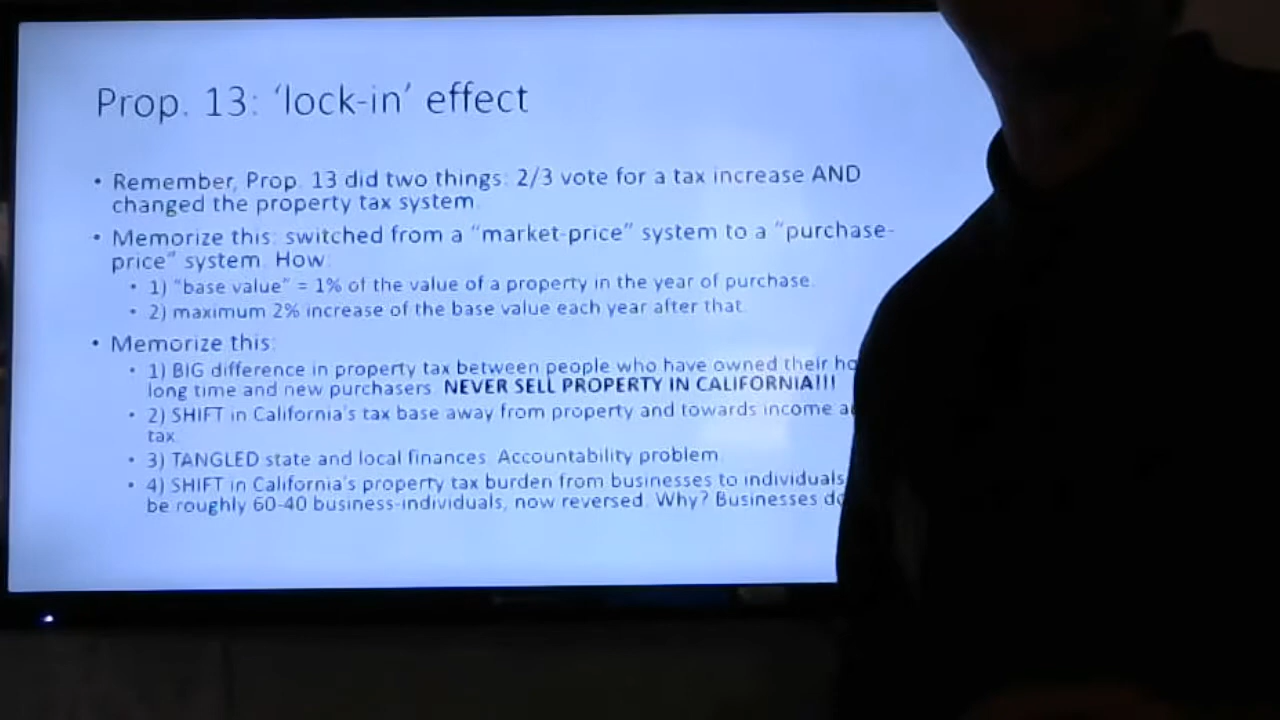 Prop. 13: ‘lock-in’ effect
• Remember, Prop. 13 did two things: 2/3 vote for a tax increase AND
changed the property tax system.
• Memorize this: switched from a “market-price” system to a “purchase-
price” system. How:
• 1) “base value” = 1% of the value of a property in the year of purchase.
• 2) maximum 2% increase of the base value each year after that.
• Memorize this:
• 1) BIG difference in property tax between people who have owned their
long time and new purchasers. NEVER SELL PROPERTY IN CALIFORNIA!!!
• 2) SHIFT in California's tax base away from property and towards income
tax.
• 3) TANGLED state and local finances. Accountability problem.
• 4) SHIFT in California's property tax burden from businesses to individuals
be roughly 60-40 business-individuals, now reversed. Why? Businesses